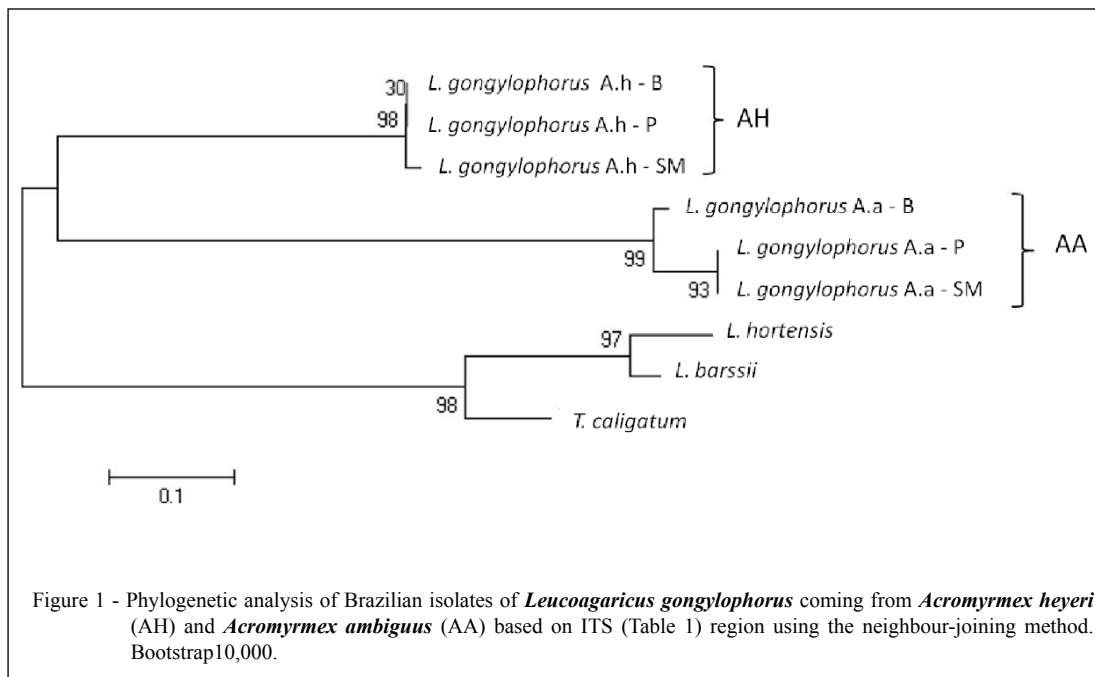 30
L. gongylophorus A.h - B
98
L. gongylophorus A.h - P
AH
L. gongylophorus A.h - SM
L. gongylophorus A.a - B
99
L. gongylophorus A.a - P
AA
93
L. gongylophorus A.a - SM
97
L. hortensis
L. barssii
98
T. caligatum
0.1
Figure 1 - Phylogenetic analysis of Brazilian isolates of Leucoagaricus gongylophorus coming from Acromyrmex heyeri
(AH) and Acromyrmex ambiguus (AA) based on ITS (Table 1) region using the neighbour-joining method.
Bootstrap10,000.